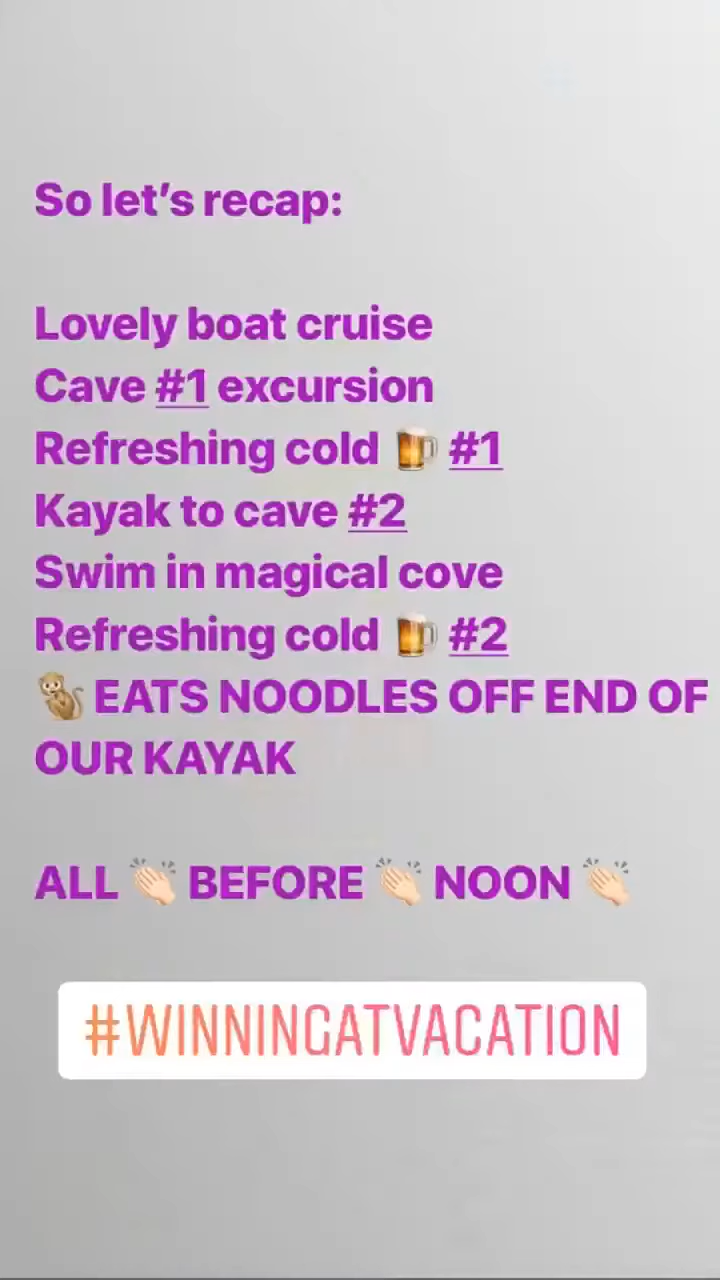 So let’s recap:
Lovely boat cruise
Cave #1 excursion
Refreshing cold 🍺 #1
Kayak to cave #2
Swim in magical cove
Refreshing cold 🍺 #2
🐒 EATS NOODLES OFF END OF
OUR KAYAK
ALL 👏🏻 BEFORE 👏🏻 NOON 👏🏻
#WINNINGATVACATION